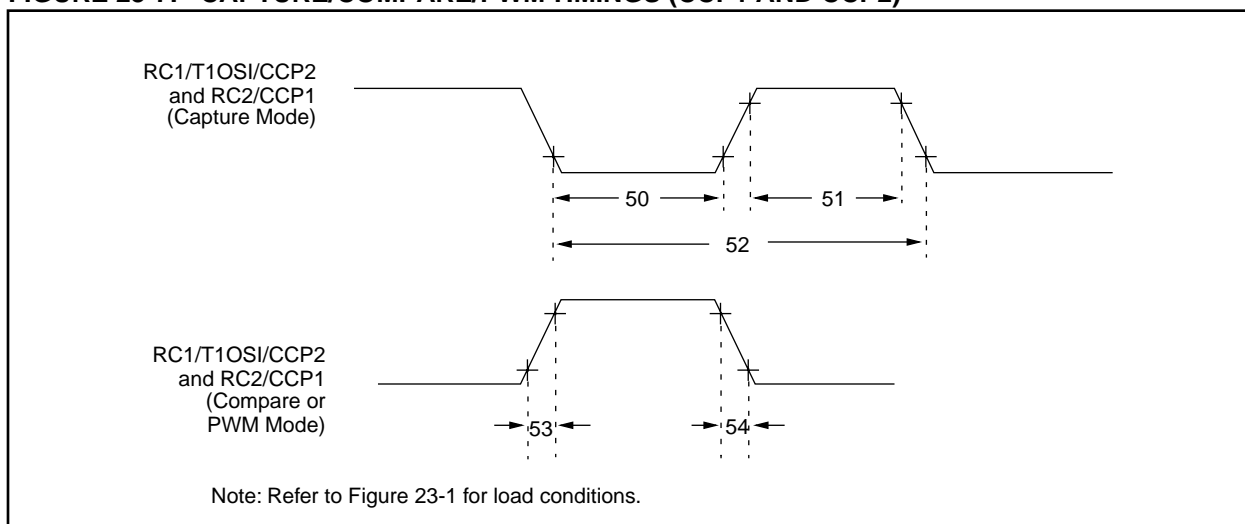 RC1/T1OSI/CCP2
and RC2/CCP1
(Capture Mode)
50
51
52
RC1/T1OSI/CCP2
and RC2/CCP1
(Compare or
PWM Mode)
53
54
Note: Refer to Figure 23-1 for load conditions.